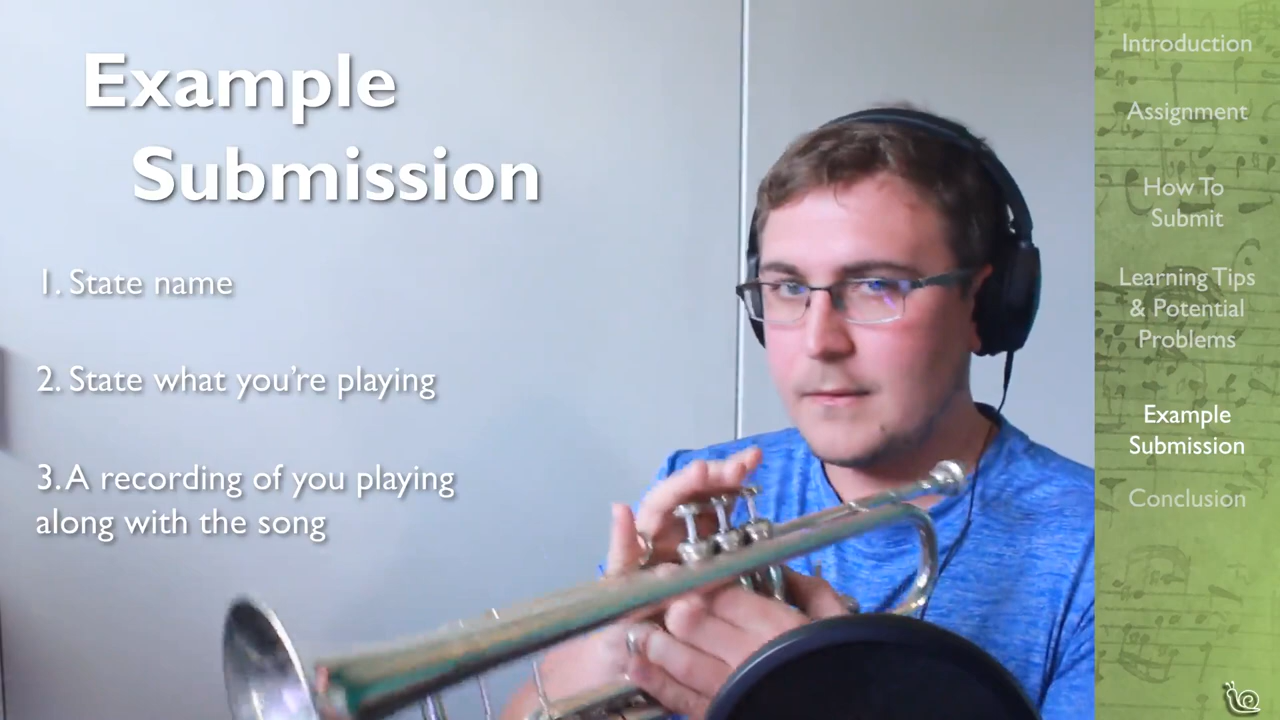 Example
Submission
1. State name
2. State what you're playing
3. A recording of you playing
along with the song
Introduction
Assignment
How To
Submit
Learning Tips
& Potential
Problems
Example
Submission
Conclusion